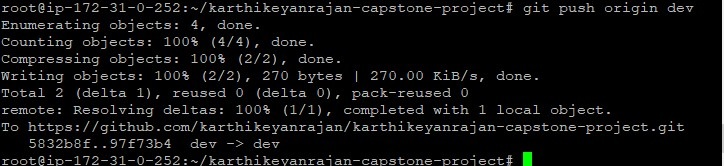 root@ip-172-31-0-252:~/karthikeyanrajan-capstone-project# git push origin dev
Enumerating objects: 4, done.
Counting objects: 100% (4/4), done.
Compressing objects: 100% (2/2), done.
Writing objects: 100% (2/2), 270 bytes | 270.00 KiB/s, done.
Total 2 (delta 1), reused 0 (delta 0), pack-reused 0
remote: Resolving deltas: 100% (1/1), completed with 1 local object.
To https://github.com/karthikeyanrajan/karthikeyanrajan-capstone-project.git
   5832b8f..97f73b4  dev -> dev
root@ip-172-31-0-252:~/karthikeyanrajan-capstone-project#